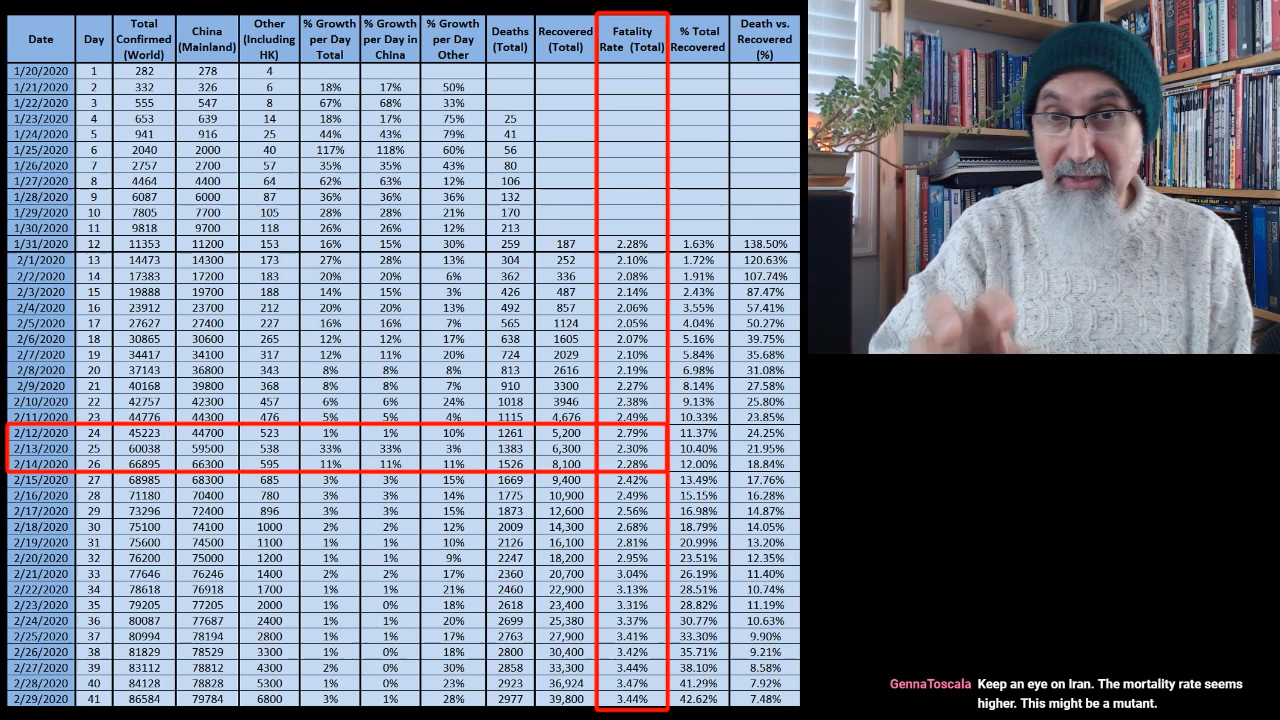 Date Day Total Confirmed (World) China (Mainland) Other (Including HK) % Growth per Day Total % Growth per Day in China % Growth per Day Other Deaths (Total) Recovered (Total) Fatality Rate (Total) % Total Recovered Death vs. Recovered (%)
1/20/2020 1 282 278 4
1/21/2020 2 332 326 6 18% 17% 50%
1/22/2020 3 555 547 8 67% 68% 33%
1/23/2020 4 653 639 14 18% 17% 75% 25
1/24/2020 5 941 916 25 44% 43% 79% 41
1/25/2020 6 2040 2000 40 117% 118% 60% 56
1/26/2020 7 2757 2700 57 35% 35% 43% 80
1/27/2020 8 4464 4400 64 62% 63% 12% 106
1/28/2020 9 6087 6000 87 36% 36% 36% 132
1/29/2020 10 7805 7700 105 28% 28% 21% 170
1/30/2020 11 9818 9700 118 26% 26% 12% 213
1/31/2020 12 11353 11200 153 16% 15% 30% 259 187 2.28% 1.63% 138.50%
2/1/2020 13 14473 14300 173 27% 28% 13% 304 252 2.10% 1.72% 120.63%
2/2/2020 14 17383 17200 183 20% 20% 6% 362 336 2.08% 1.91% 107.74%
2/3/2020 15 19888 19700 188 14% 15% 3% 426 487 2.14% 2.43% 87.47%
2/4/2020 16 23912 23700 212 20% 20% 13% 492 857 2.06% 3.55% 57.41%
2/5/2020 17 27627 27400 227 16% 16% 7% 565 1124 2.05% 4.04% 50.27%
2/6/2020 18 30865 30600 265 12% 12% 17% 638 1605 2.07% 5.16% 39.75%
2/7/2020 19 34417 34100 317 12% 11% 20% 724 2029 2.10% 5.84% 35.68%
2/8/2020 20 37143 36800 343 8% 8% 8% 813 2616 2.19% 6.98% 31.08%
2/9/2020 21 40168 39800 368 8% 8% 7% 910 3300 2.27% 8.14% 27.58%
2/10/2020 22 42757 42300 457 6% 6% 24% 1018 3946 2.38% 9.13% 25.80%
2/11/2020 23 44776 44300 476 5% 5% 4% 1115 4,676 2.49% 10.33% 23.85%
2/12/2020 24 45223 44700 523 1% 1% 10% 1261 5,200 2.79% 11.37% 24.25%
2/13/2020 25 60038 59500 538 33% 33% 3% 1383 6,300 2.30% 10.40% 21.95%
2/14/2020 26 66895 66300 595 11% 11% 11% 1526 8,100 2.28% 12.00% 18.84%
2/15/2020 27 68985 68300 685 3% 3% 15% 1669 9,400 2.42% 13.49% 17.76%
2/16/2020 28 71180 70400 780 3% 3% 14% 1775 10,900 2.49% 15.15% 16.28%
2/17/2020 29 73296 72400 896 3% 3% 15% 1873 12,600 2.56% 16.98% 14.87%
2/18/2020 30 75100 74100 1000 2% 2% 12% 2009 14,300 2.68% 18.79% 14.05%
2/19/2020 31 75600 74500 1100 1% 1% 10% 2126 16,100 2.81% 20.99% 13.20%
2/20/2020 32 76200 75000 1200 1% 1% 9% 2247 18,200 2.95% 23.51% 12.35%
2/21/2020 33 77646 76246 1400 2% 2% 17% 2360 20,700 3.04% 26.19% 11.40%
2/22/2020 34 78618 76918 1700 1% 1% 21% 2460 22,900 3.13% 28.51% 10.74%
2/23/2020 35 79205 77205 2000 1% 0% 18% 2618 23,400 3.31% 28.82% 11.19%
2/24/2020 36 80087 77687 2400 1% 1% 20% 2699 25,380 3.37% 30.77% 10.63%
2/25/2020 37 80994 78194 2800 1% 1% 17% 2763 27,900 3.41% 33.30% 9.90%
2/26/2020 38 81829 78529 3300 1% 0% 18% 2800 30,400 3.42% 35.71% 9.21%
2/27/2020 39 83112 78812 4300 2% 0% 30% 2858 33,300 3.44% 38.10% 8.58%
2/28/2020 40 84128 78828 5300 1% 0% 23% 2923 36,924 3.47% 41.29% 7.92%
2/29/2020 41 86584 79784 6800 3% 1% 28% 2977 39,800 3.44% 42.62% 7.48%
GennaToscala Keep an eye on Iran. The mortality rate seems
higher. This might be a mutant.